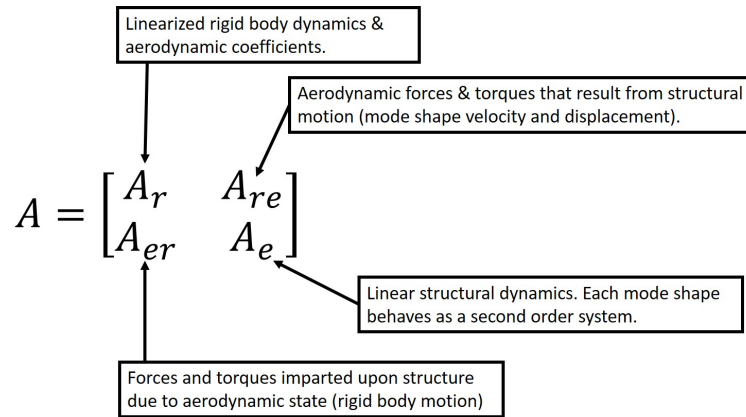 Linearized rigid body dynamics &
aerodynamic coefficients.
Aerodynamic forces & torques that result from structural
motion (mode shape velocity and displacement).
A = [ A_r A_re
A_er A_e ]
Linear structural dynamics. Each mode shape
behaves as a second order system.
Forces and torques imparted upon structure
due to aerodynamic state (rigid body motion)